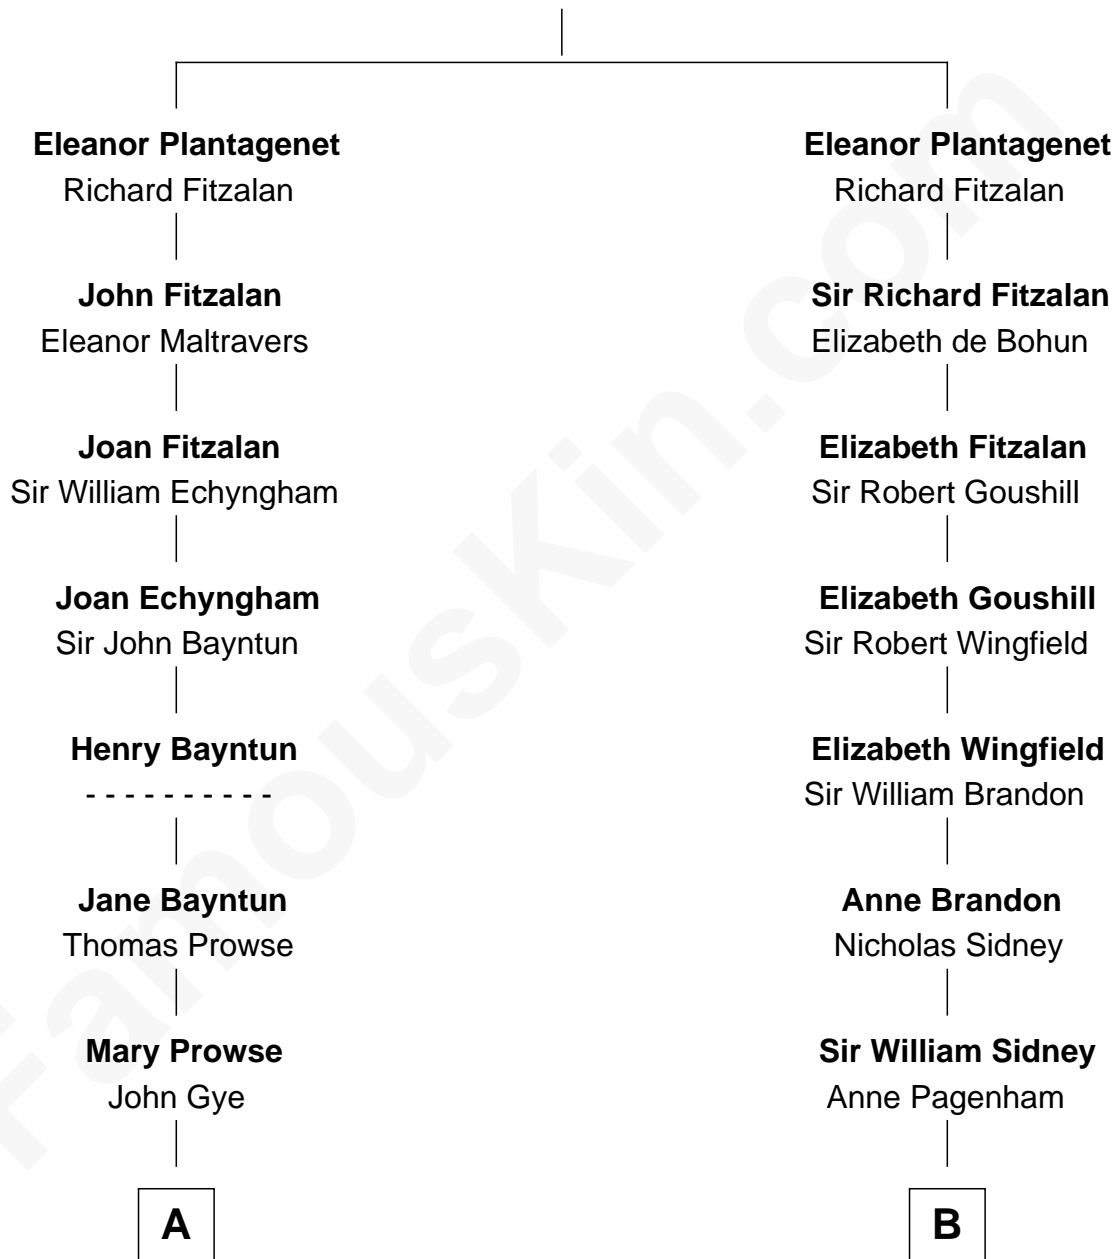 Eleanor Plantagenet Eleanor Plantagenet
Richard Fitzalan Richard Fitzalan
John Fitzalan Sir Richard Fitzalan
Eleanor Maltravers Elizabeth de Bohun
Joan Fitzalan Elizabeth Fitzalan
Sir William Echyngham Sir Robert Goushill
Joan Echyngham Elizabeth Goushill
Sir John Bayntun Sir Robert Wingfield
Henry Bayntun Elizabeth Wingfield
- - - - - - - - - - Sir William Brandon
Jane Bayntun Anne Brandon
Thomas Prowse Nicholas Sidney
Mary Prowse Sir William Sidney
John Gye Anne Pagenham
A B
FamousKin.com